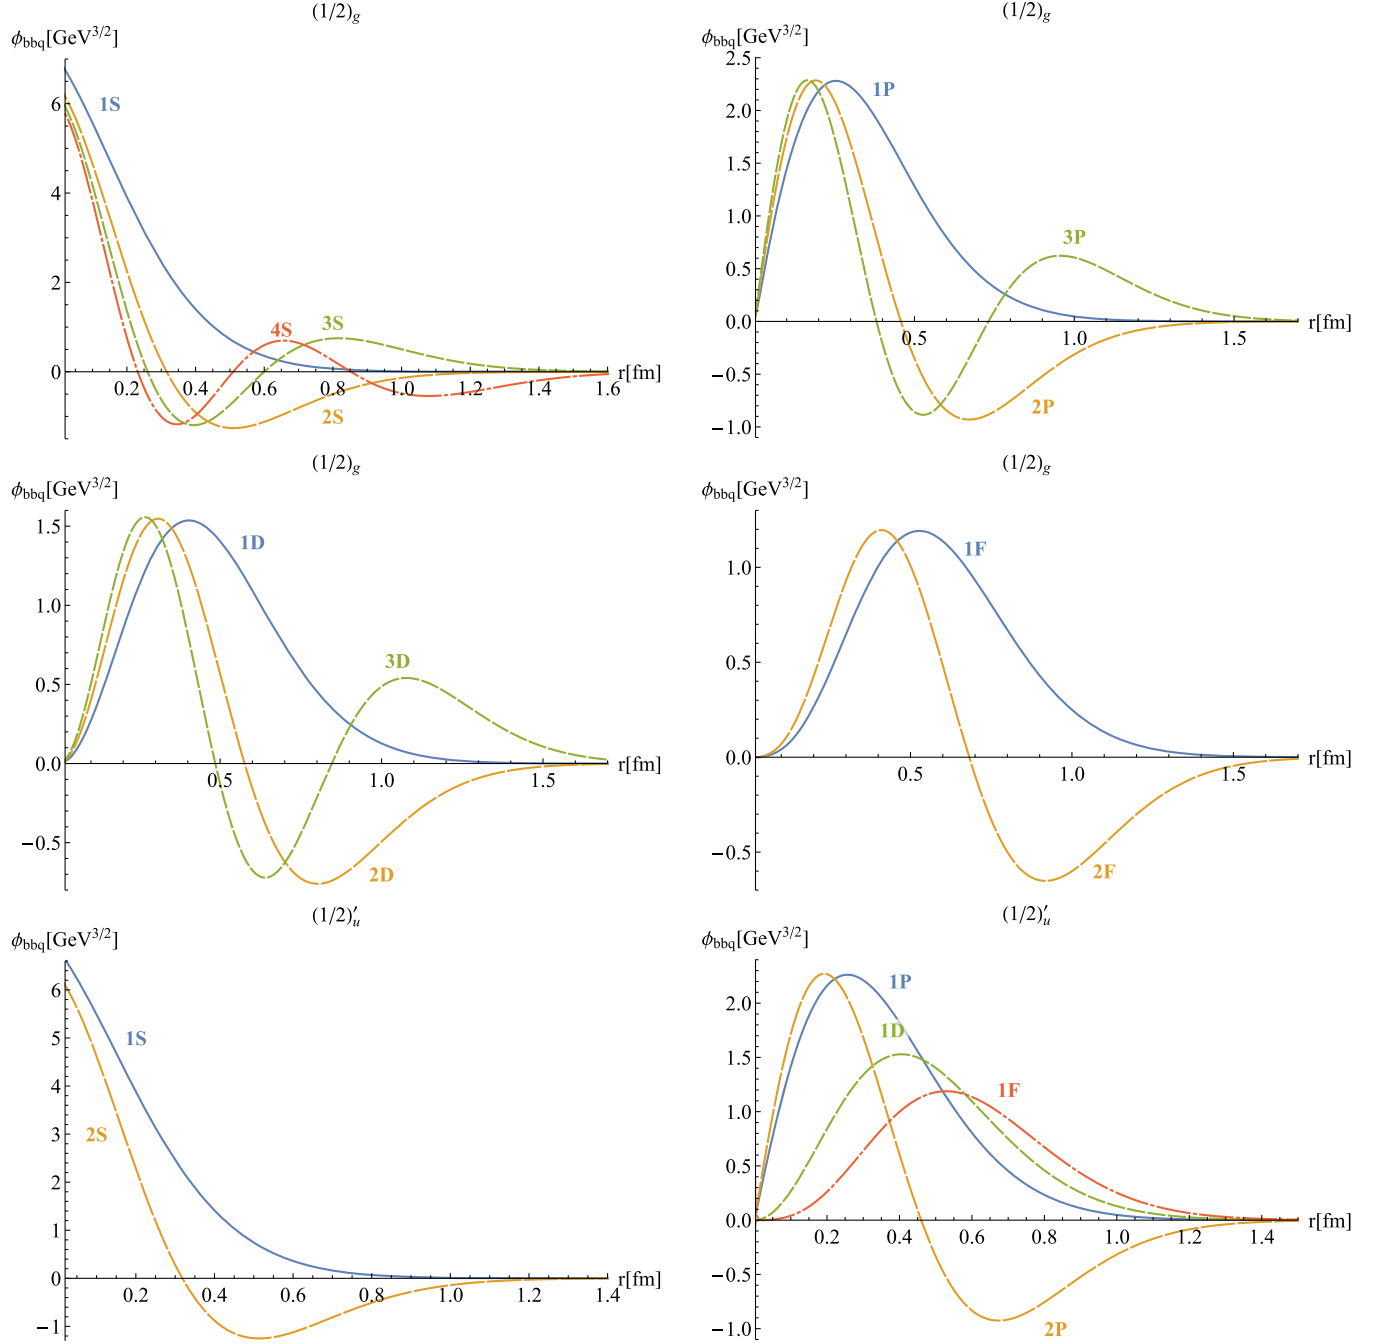 (1/2)g
ϕbbq[GeV3/2]
6
4
2
0
0.2
0.4
0.6
0.8
1.0
1.2
1.4
1.6
r[fm]
1S
4S
3S
2S
(1/2)g
ϕbbq[GeV3/2]
2.5
2.0
1.5
1.0
0.5
0.0
−0.5
−1.0
0.5
1.0
1.5
r[fm]
1P
3P
2P
(1/2)g
ϕbbq[GeV3/2]
1.5
1.0
0.5
0.0
−0.5
0.5
1.0
1.5
r[fm]
1D
3D
2D
(1/2)g
ϕbbq[GeV3/2]
1.0
0.5
0.0
−0.5
0.5
1.0
1.5
r[fm]
1F
2F
(1/2)′u
ϕbbq[GeV3/2]
6
5
4
3
2
1
0
−1
0.2
0.4
0.6
0.8
1.0
1.2
1.4
r[fm]
1S
2S
(1/2)′u
ϕbbq[GeV3/2]
2.0
1.5
1.0
0.5
0.0
−0.5
−1.0
0.2
0.4
0.6
0.8
1.0
1.2
1.4
r[fm]
1P
1D
1F
2P